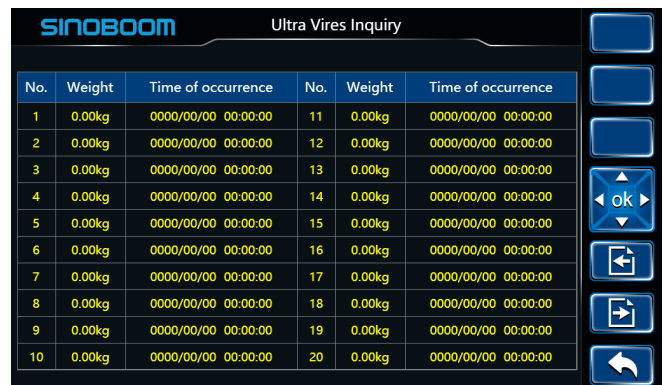 SINOBOOM Ultra Vires Inquiry
No. Weight Time of occurrence No. Weight Time of occurrence
1 0.00kg 0000/00/00 00:00:00 11 0.00kg 0000/00/00 00:00:00
2 0.00kg 0000/00/00 00:00:00 12 0.00kg 0000/00/00 00:00:00
3 0.00kg 0000/00/00 00:00:00 13 0.00kg 0000/00/00 00:00:00
4 0.00kg 0000/00/00 00:00:00 14 0.00kg 0000/00/00 00:00:00
ok
5 0.00kg 0000/00/00 00:00:00 15 0.00kg 0000/00/00 00:00:00
6 0.00kg 0000/00/00 00:00:00 16 0.00kg 0000/00/00 00:00:00
7 0.00kg 0000/00/00 00:00:00 17 0.00kg 0000/00/00 00:00:00
8 0.00kg 0000/00/00 00:00:00 18 0.00kg 0000/00/00 00:00:00
9 0.00kg 0000/00/00 00:00:00 19 0.00kg 0000/00/00 00:00:00
10 0.00kg 0000/00/00 00:00:00 20 0.00kg 0000/00/00 00:00:00